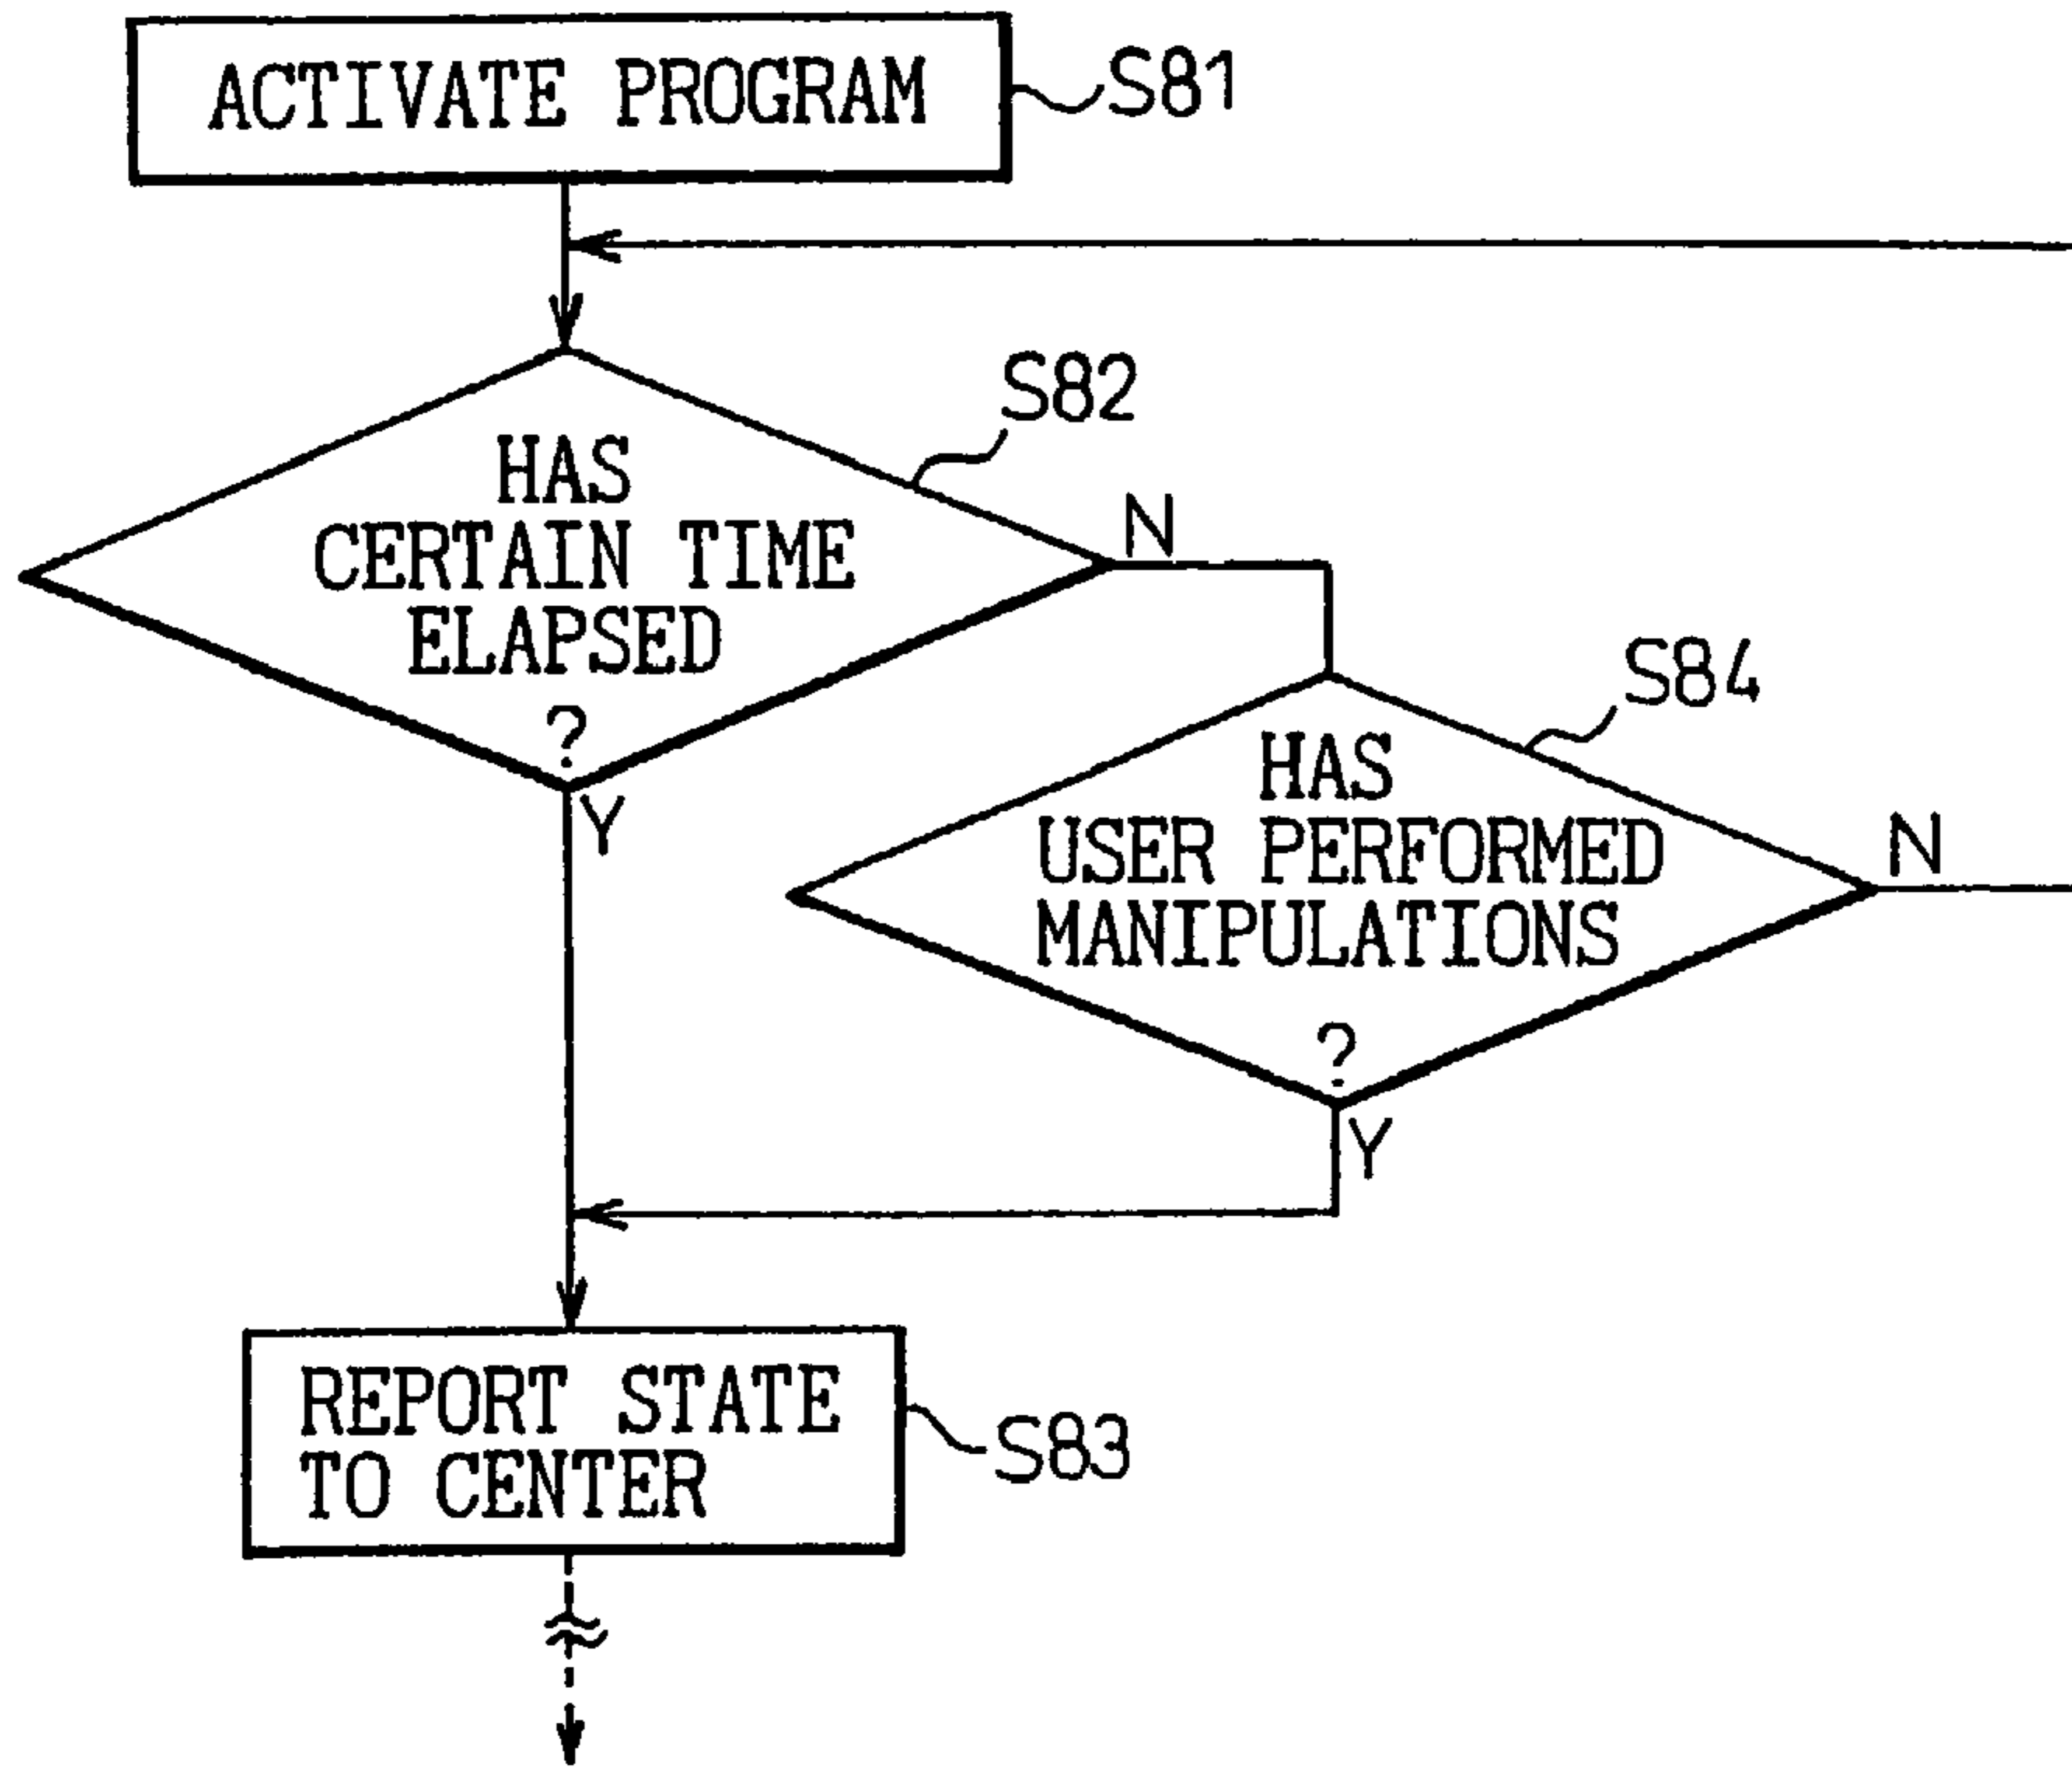 ACTIVATE PROGRAM
S81
S82
HAS
CERTAIN TIME
ELAPSED
?
N
Y
S84
HAS
USER PERFORMED
MANIPULATIONS
?
N
Y
REPORT STATE
TO CENTER
S83